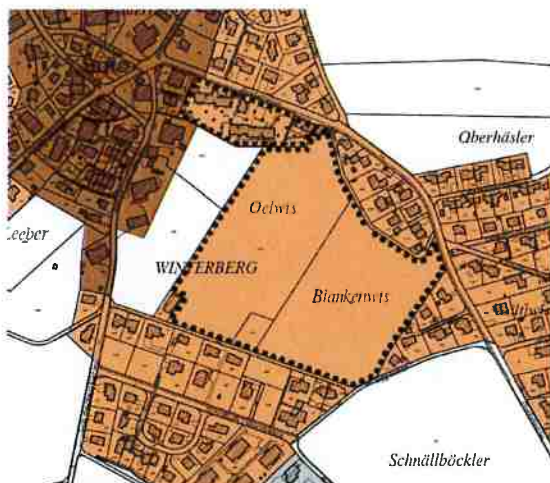 Oberhäsler
Oelwis
WINTERBERG
Blankenwis
Schnällböckler